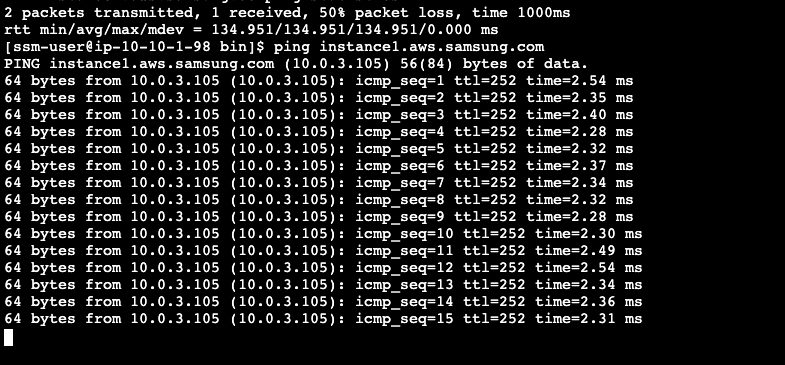 2 packets transmitted, 1 received, 50% packet loss, time 1000ms
rtt min/avg/max/mdev = 134.951/134.951/134.951/0.000 ms
[ssm-user@ip-10-10-1-98 bin]$ ping instance1.aws.samsung.com
PING instance1.aws.samsung.com (10.0.3.105) 56(84) bytes of data.
64 bytes from 10.0.3.105 (10.0.3.105): icmp_seq=1 ttl=252 time=2.54 ms
64 bytes from 10.0.3.105 (10.0.3.105): icmp_seq=2 ttl=252 time=2.35 ms
64 bytes from 10.0.3.105 (10.0.3.105): icmp_seq=3 ttl=252 time=2.40 ms
64 bytes from 10.0.3.105 (10.0.3.105): icmp_seq=4 ttl=252 time=2.28 ms
64 bytes from 10.0.3.105 (10.0.3.105): icmp_seq=5 ttl=252 time=2.32 ms
64 bytes from 10.0.3.105 (10.0.3.105): icmp_seq=6 ttl=252 time=2.37 ms
64 bytes from 10.0.3.105 (10.0.3.105): icmp_seq=7 ttl=252 time=2.34 ms
64 bytes from 10.0.3.105 (10.0.3.105): icmp_seq=8 ttl=252 time=2.32 ms
64 bytes from 10.0.3.105 (10.0.3.105): icmp_seq=9 ttl=252 time=2.28 ms
64 bytes from 10.0.3.105 (10.0.3.105): icmp_seq=10 ttl=252 time=2.30 ms
64 bytes from 10.0.3.105 (10.0.3.105): icmp_seq=11 ttl=252 time=2.49 ms
64 bytes from 10.0.3.105 (10.0.3.105): icmp_seq=12 ttl=252 time=2.54 ms
64 bytes from 10.0.3.105 (10.0.3.105): icmp_seq=13 ttl=252 time=2.34 ms
64 bytes from 10.0.3.105 (10.0.3.105): icmp_seq=14 ttl=252 time=2.36 ms
64 bytes from 10.0.3.105 (10.0.3.105): icmp_seq=15 ttl=252 time=2.31 ms